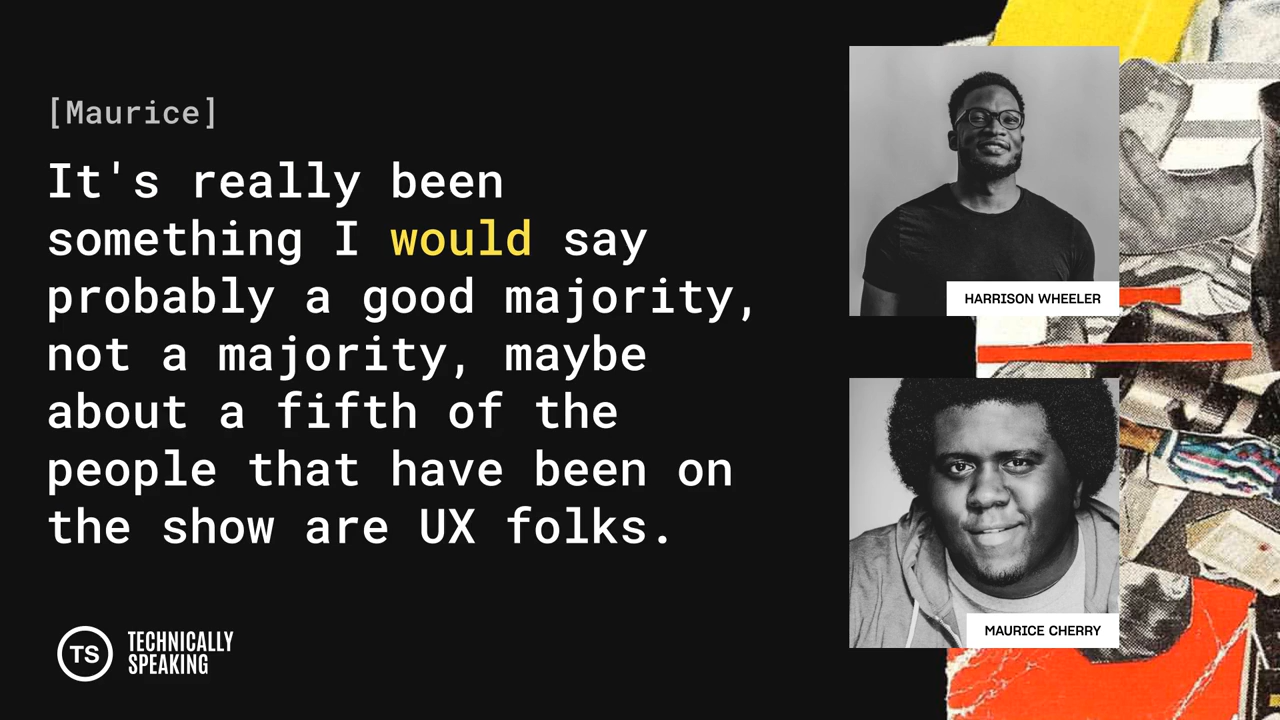 [Maurice]
It's really been
something I would say
probably a good majority,
not a majority, maybe
about a fifth of the
people that have been on
the show are UX folks.
HARRISON WHEELER
MAURICE CHERRY
TS
TECHNICALLY
SPEAKING